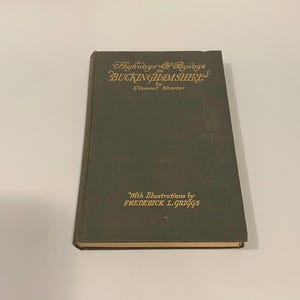 Highways & Byways
in
BUCKINGHAMSHIRE
by
Clement Shorter
With Illustrations by
FREDERICK L. GRIGGS